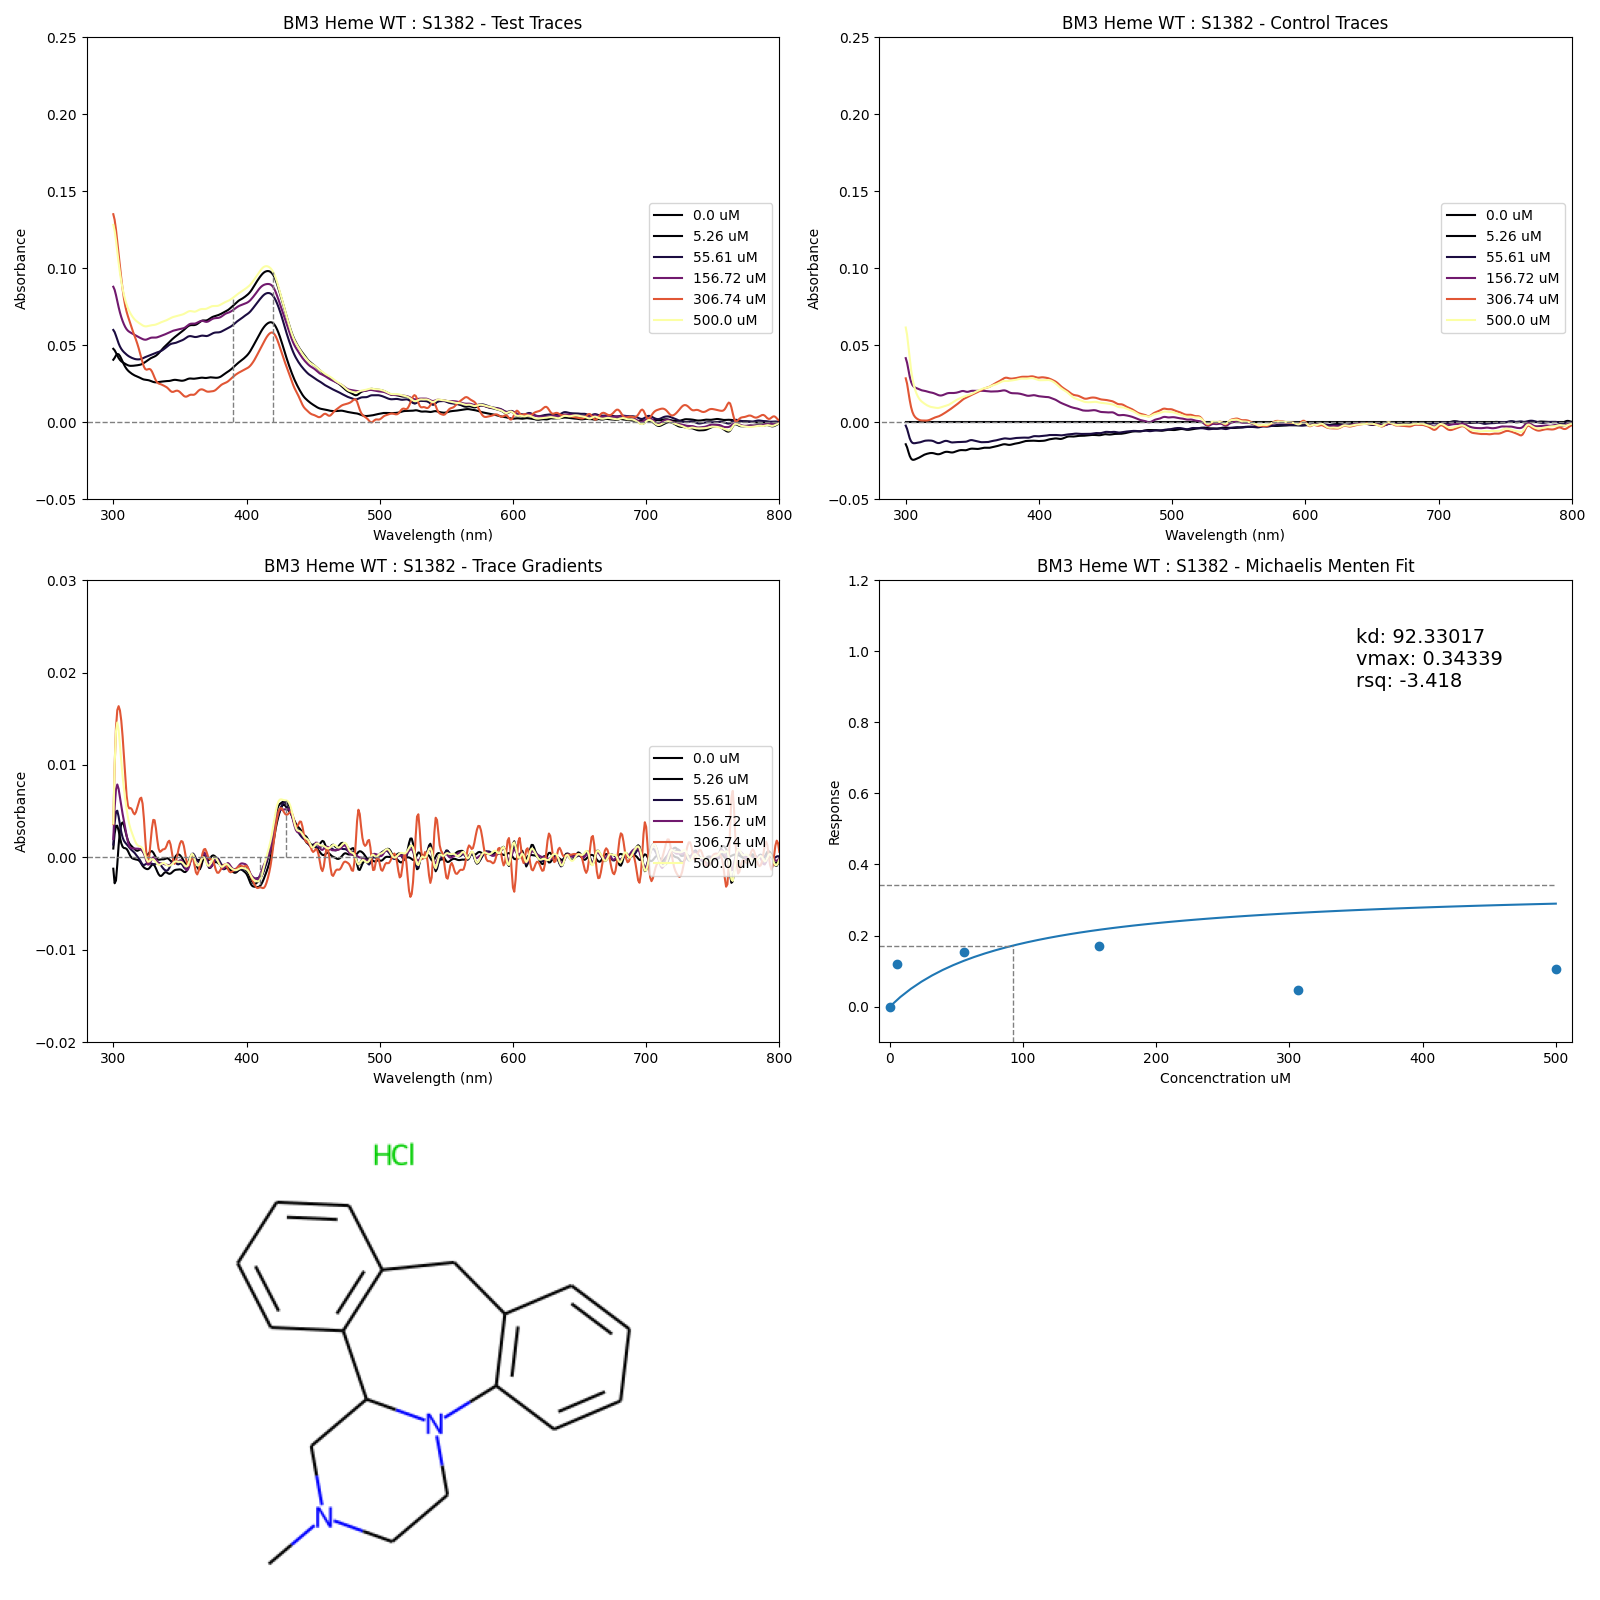 BM3 Heme WT : S1382 - Test Traces
0.25
0.20
0.15
0.10
0.05
0.00
−0.05
Absorbance
300 400 500 600 700 800
Wavelength (nm)
0.0 uM
5.26 uM
55.61 uM
156.72 uM
306.74 uM
500.0 uM
BM3 Heme WT : S1382 - Control Traces
0.25
0.20
0.15
0.10
0.05
0.00
−0.05
Absorbance
300 400 500 600 700 800
Wavelength (nm)
0.0 uM
5.26 uM
55.61 uM
156.72 uM
306.74 uM
500.0 uM
BM3 Heme WT : S1382 - Trace Gradients
0.03
0.02
0.01
0.00
−0.01
−0.02
Absorbance
300 400 500 600 700 800
Wavelength (nm)
0.0 uM
5.26 uM
55.61 uM
156.72 uM
306.74 uM
500.0 uM
BM3 Heme WT : S1382 - Michaelis Menten Fit
1.2
1.0
0.8
0.6
0.4
0.2
0.0
Response
0 100 200 300 400 500
Concenctration uM
kd: 92.33017
vmax: 0.34339
rsq: -3.418
HCl
N
N